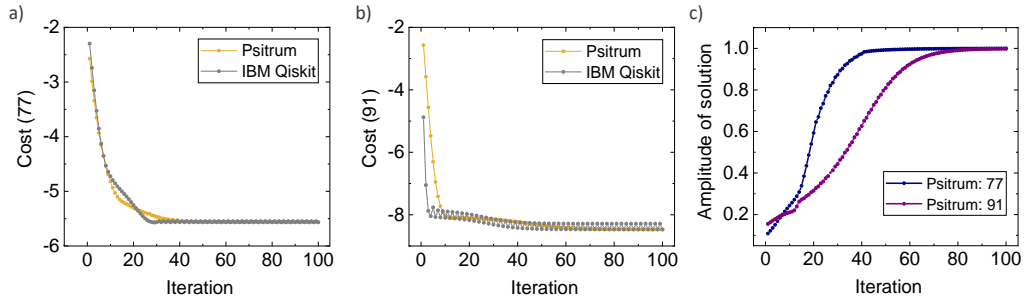 a)
-2
-3
-4
-5
-6
0 20 40 60 80 100
Cost (77)
Iteration
Psitrum
IBM Qiskit
b)
-2
-4
-6
-8
0 20 40 60 80 100
Cost (91)
Iteration
Psitrum
IBM Qiskit
c)
1.0
0.8
0.6
0.4
0.2
0 20 40 60 80 100
Amplitude of solution
Iteration
Psitrum: 77
Psitrum: 91